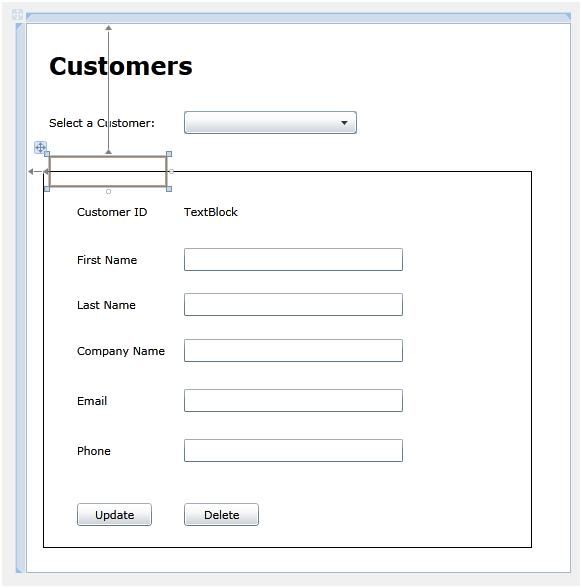 Customers
Select a Customer:
Customer ID TextBlock
First Name
Last Name
Company Name
Email
Phone
Update Delete